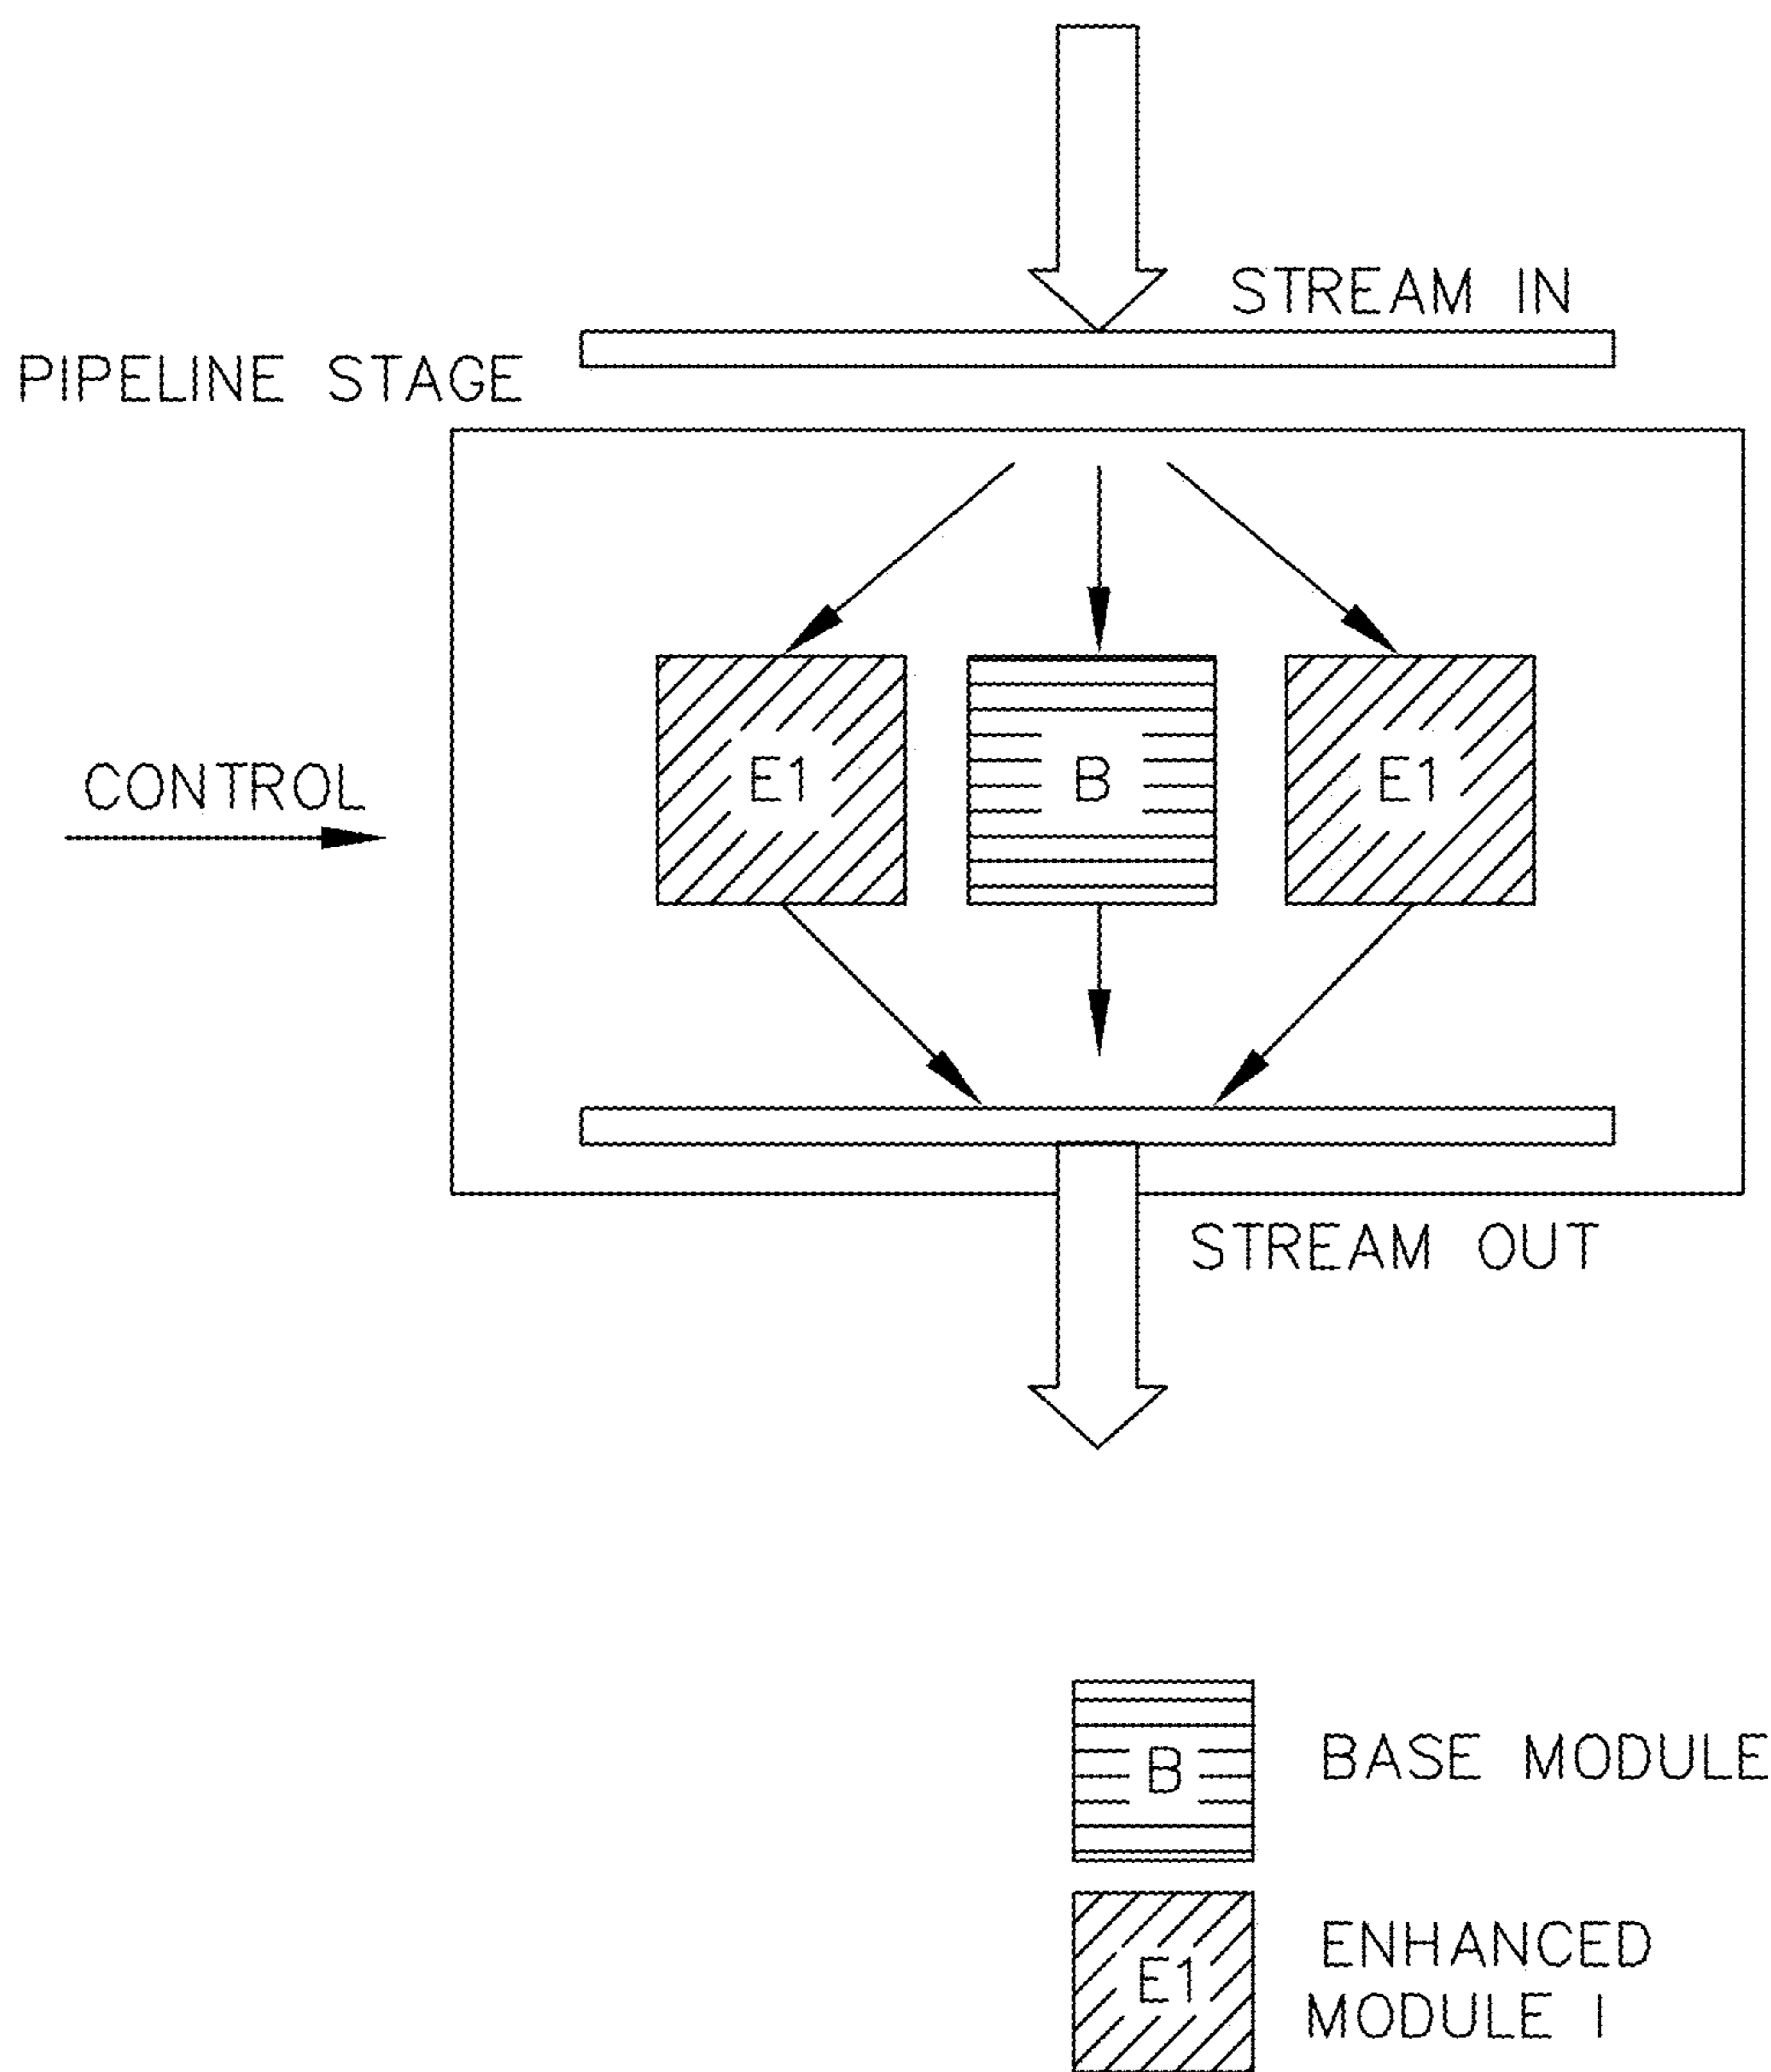 STREAM IN
PIPELINE STAGE
CONTROL
E1
B
E1
STREAM OUT
B
BASE MODULE
E1
ENHANCED
MODULE I